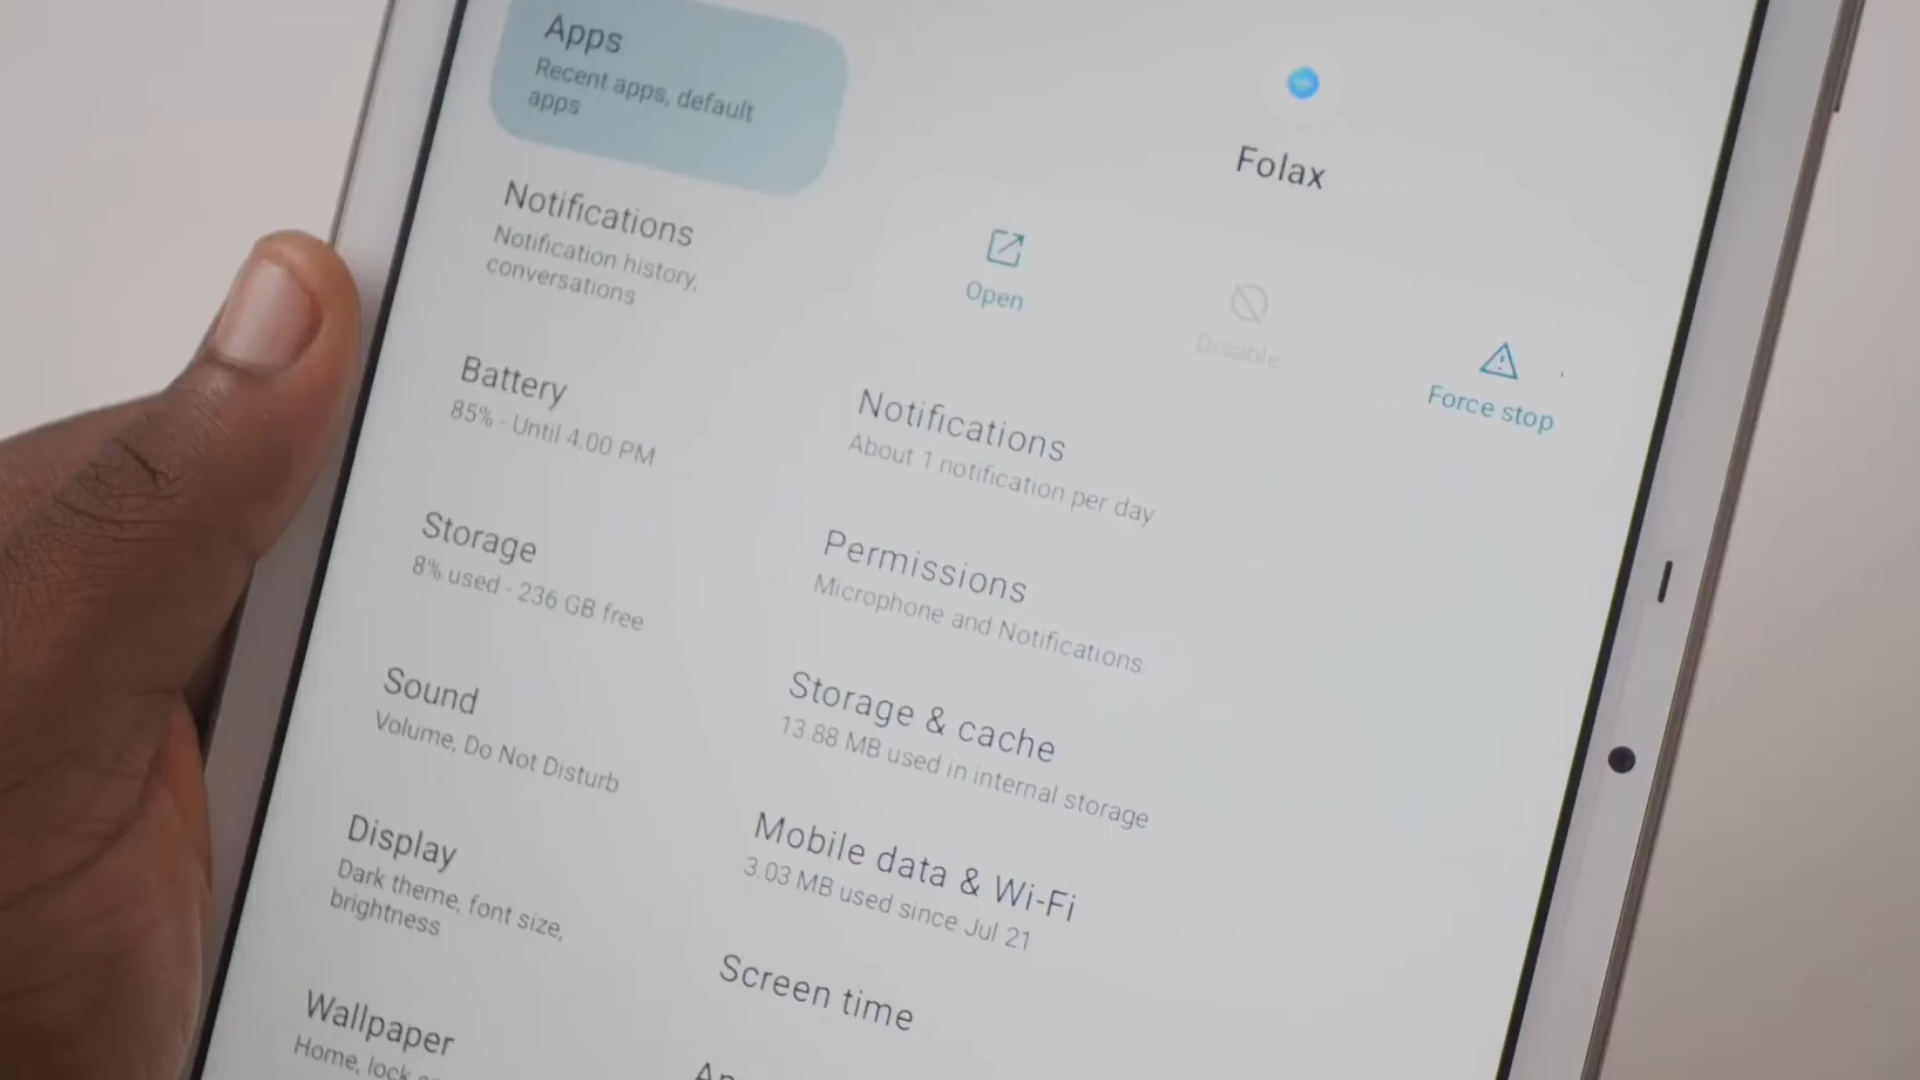 Apps
Recent apps, default
apps
Notifications
Notification history,
conversations
Battery
85% - Until 4:00 PM
Storage
8% used - 236 GB free
Sound
Volume, Do Not Disturb
Display
Dark theme, font size,
brightness
Wallpaper
Home, lock
Folax
Open
Disable
Force stop
Notifications
About 1 notification per day
Permissions
Microphone and Notifications
Storage & cache
13.88 MB used in internal storage
Mobile data & Wi-Fi
3.03 MB used since Jul 21
Screen time